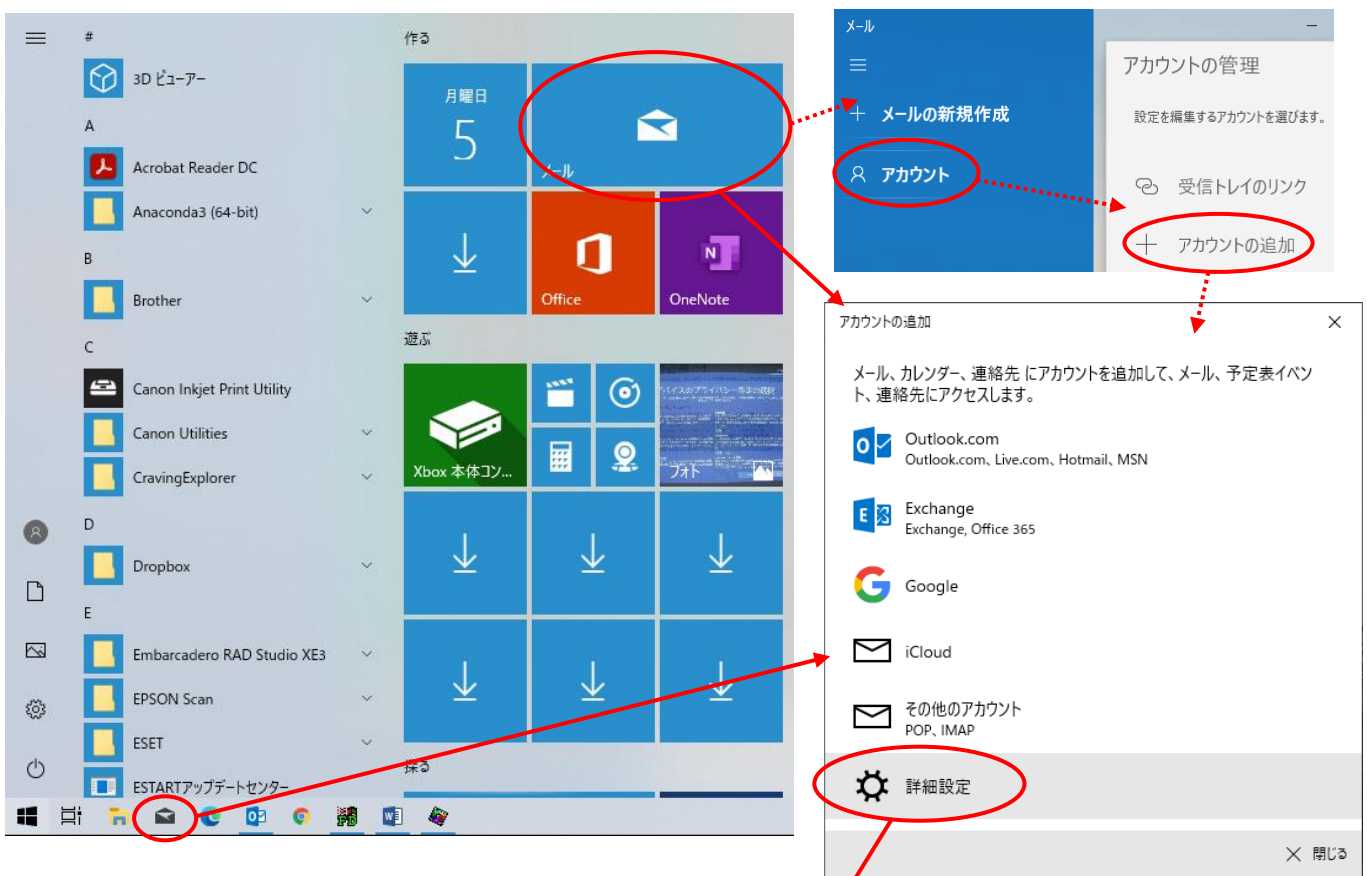 #
3D ビューアー
A
Acrobat Reader DC
Anaconda3 (64-bit)
B
Brother
C
Canon Inkjet Print Utility
Canon Utilities
CravingExplorer
D
Dropbox
E
Embarcadero RAD Studio XE3
EPSON Scan
ESET
ESTARTアップデートセンター
作る
月曜日
5
メール
Office
N
OneNote
遊ぶ
Xbox 本体コン...
フォト
探る
メール
メールの新規作成
アカウント
アカウントの管理
設定を編集するアカウントを選びます。
受信トレイのリンク
アカウントの追加
アカウントの追加
メール、カレンダー、連絡先 にアカウントを追加して、メール、予定表イベン
ト、連絡先にアクセスします。
Outlook.com
Outlook.com、Live.com、Hotmail、MSN
Exchange
Exchange, Office 365
Google
iCloud
その他のアカウント
POP、IMAP
詳細設定
閉じる